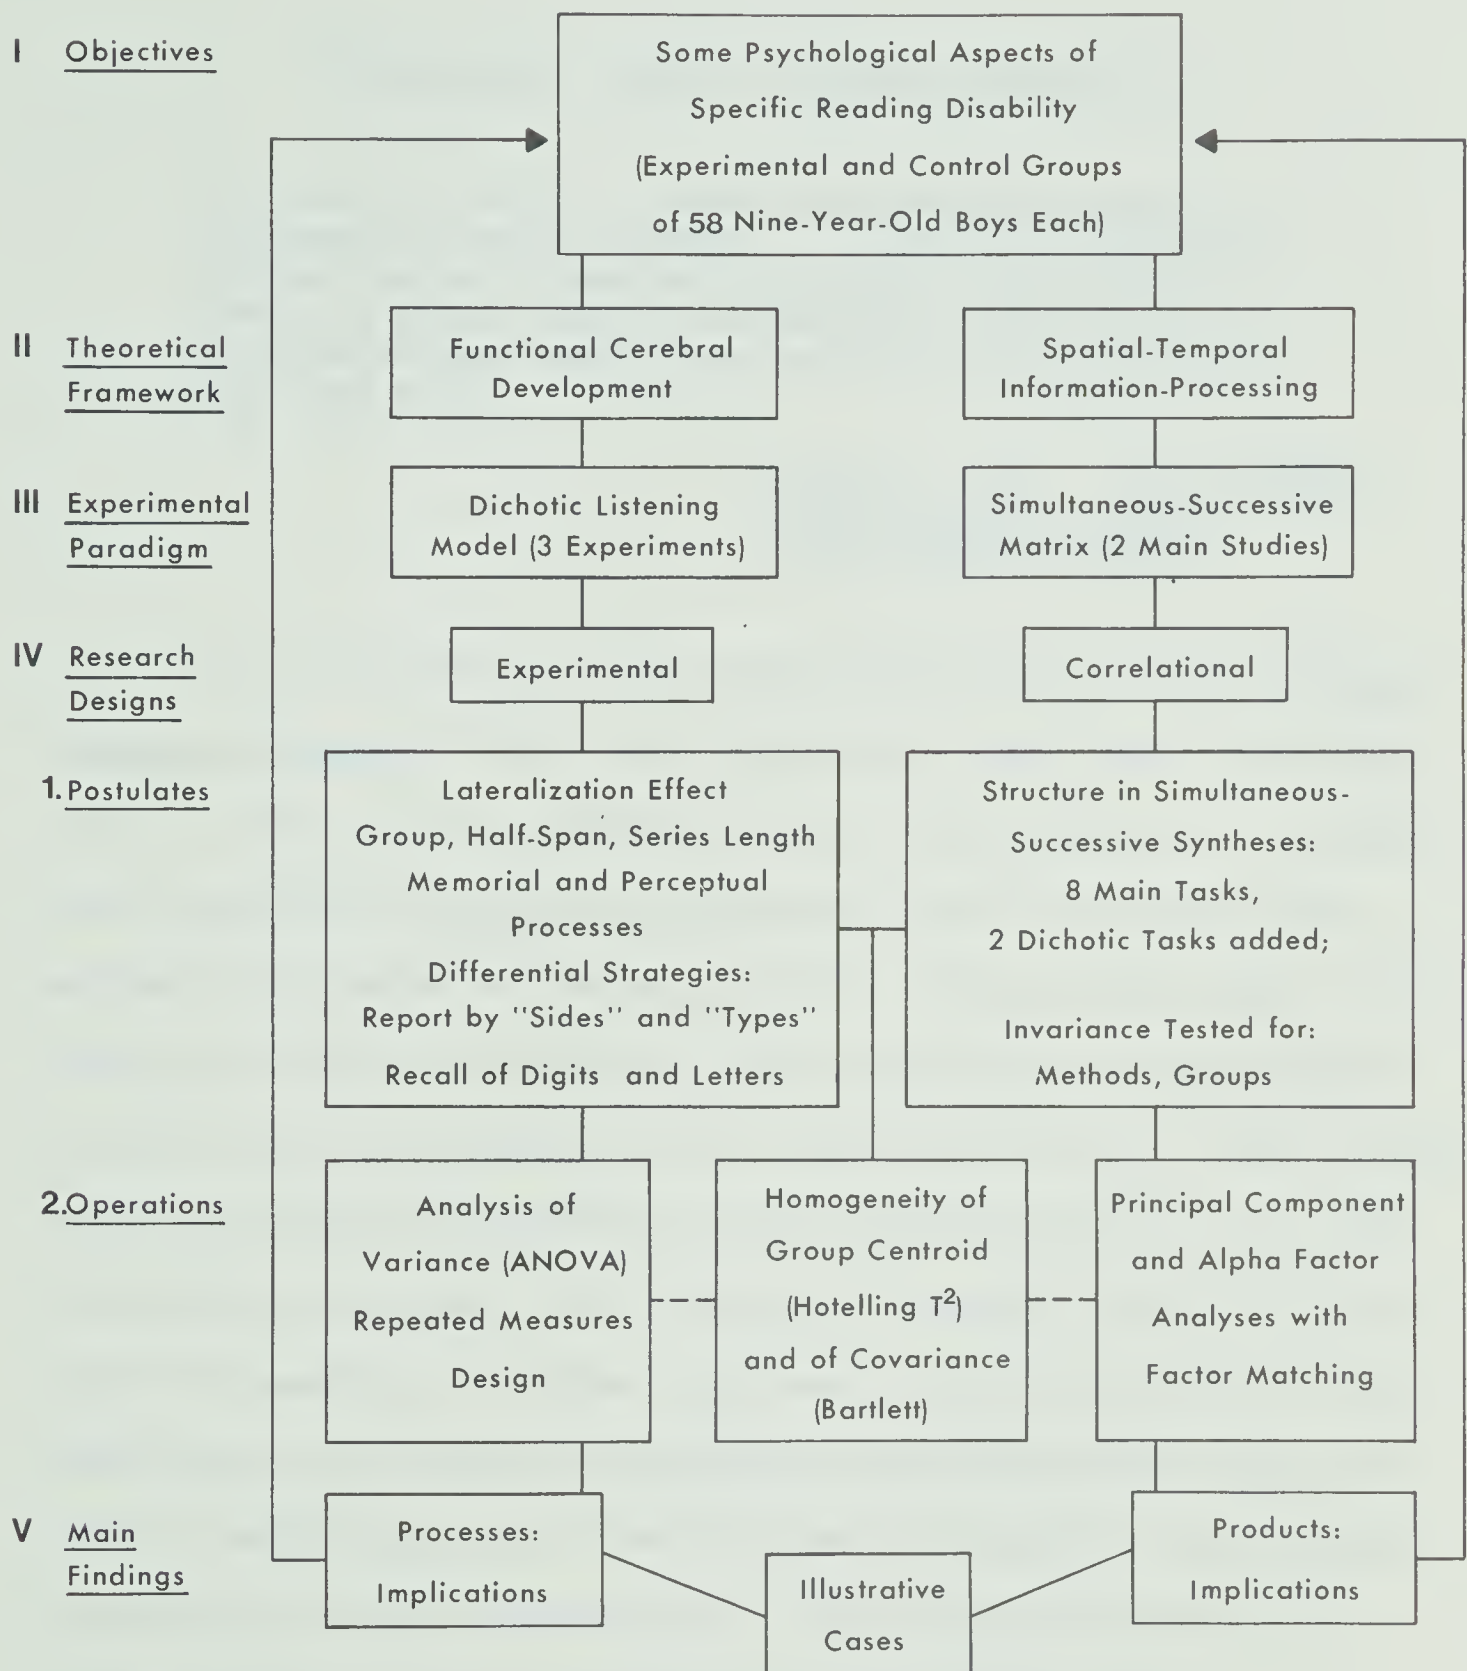 I Objectives
Some Psychological Aspects of
Specific Reading Disability
(Experimental and Control Groups
of 58 Nine-Year-Old Boys Each)
II Theoretical
Framework
Functional Cerebral
Development
Spatial-Temporal
Information-Processing
III Experimental
Paradigm
Dichotic Listening
Model (3 Experiments)
Simultaneous-Successive
Matrix (2 Main Studies)
IV Research
Designs
Experimental
Correlational
1. Postulates
Lateralization Effect
Group, Half-Span, Series Length
Memorial and Perceptual
Processes
Differential Strategies:
Report by "Sides" and "Types"
Recall of Digits and Letters
Structure in Simultaneous-
Successive Syntheses:
8 Main Tasks,
2 Dichotic Tasks added;
Invariance Tested for:
Methods, Groups
2. Operations
Analysis of
Variance (ANOVA)
Repeated Measures
Design
Homogeneity of
Group Centroid
(Hotelling T²)
and of Covariance
(Bartlett)
Principal Component
and Alpha Factor
Analyses with
Factor Matching
V Main
Findings
Processes:
Implications
Illustrative
Cases
Products:
Implications